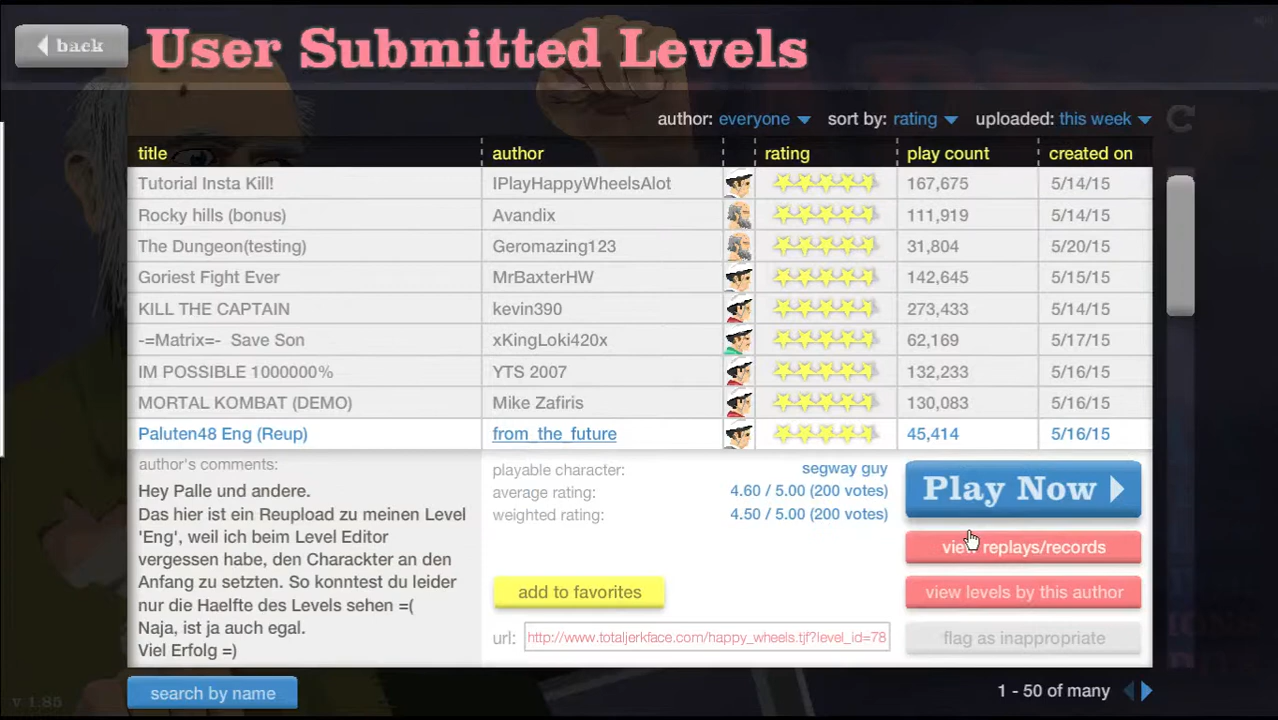 back
User Submitted Levels
author: everyone sort by: rating uploaded: this week
title author rating play count created on
Tutorial Insta Kill! IPlayHappyWheelsAlot 167,675 5/14/15
Rocky hills (bonus) Avandix 111,919 5/14/15
The Dungeon(testing) Geromazing123 31,804 5/20/15
Goriest Fight Ever MrBaxterHW 142,645 5/15/15
KILL THE CAPTAIN kevin390 273,433 5/14/15
-=Matrix=- Save Son xKingLoki420x 62,169 5/17/15
IM POSSIBLE 1000000% YTS 2007 132,233 5/16/15
MORTAL KOMBAT (DEMO) Mike Zafiris 130,083 5/16/15
Paluten48 Eng (Reup) from_the_future 45,414 5/16/15
author's comments:
Hey Palle und andere.
Das hier ist ein Reupload zu meinen Level
'Eng', weil ich beim Level Editor
vergessen habe, den Charackter an den
Anfang zu setzten. So konntest du leider
nur die Haelfte des Levels sehen =(
Naja, ist ja auch egal.
Viel Erfolg =)
playable character: segway guy
average rating: 4.60 / 5.00 (200 votes)
weighted rating: 4.50 / 5.00 (200 votes)
add to favorites
url: http://www.totaljerkface.com/happy_wheels.tjf?level_id=78
Play Now
view replays/records
view levels by this author
flag as inappropriate
search by name
1 - 50 of many
v 1.85